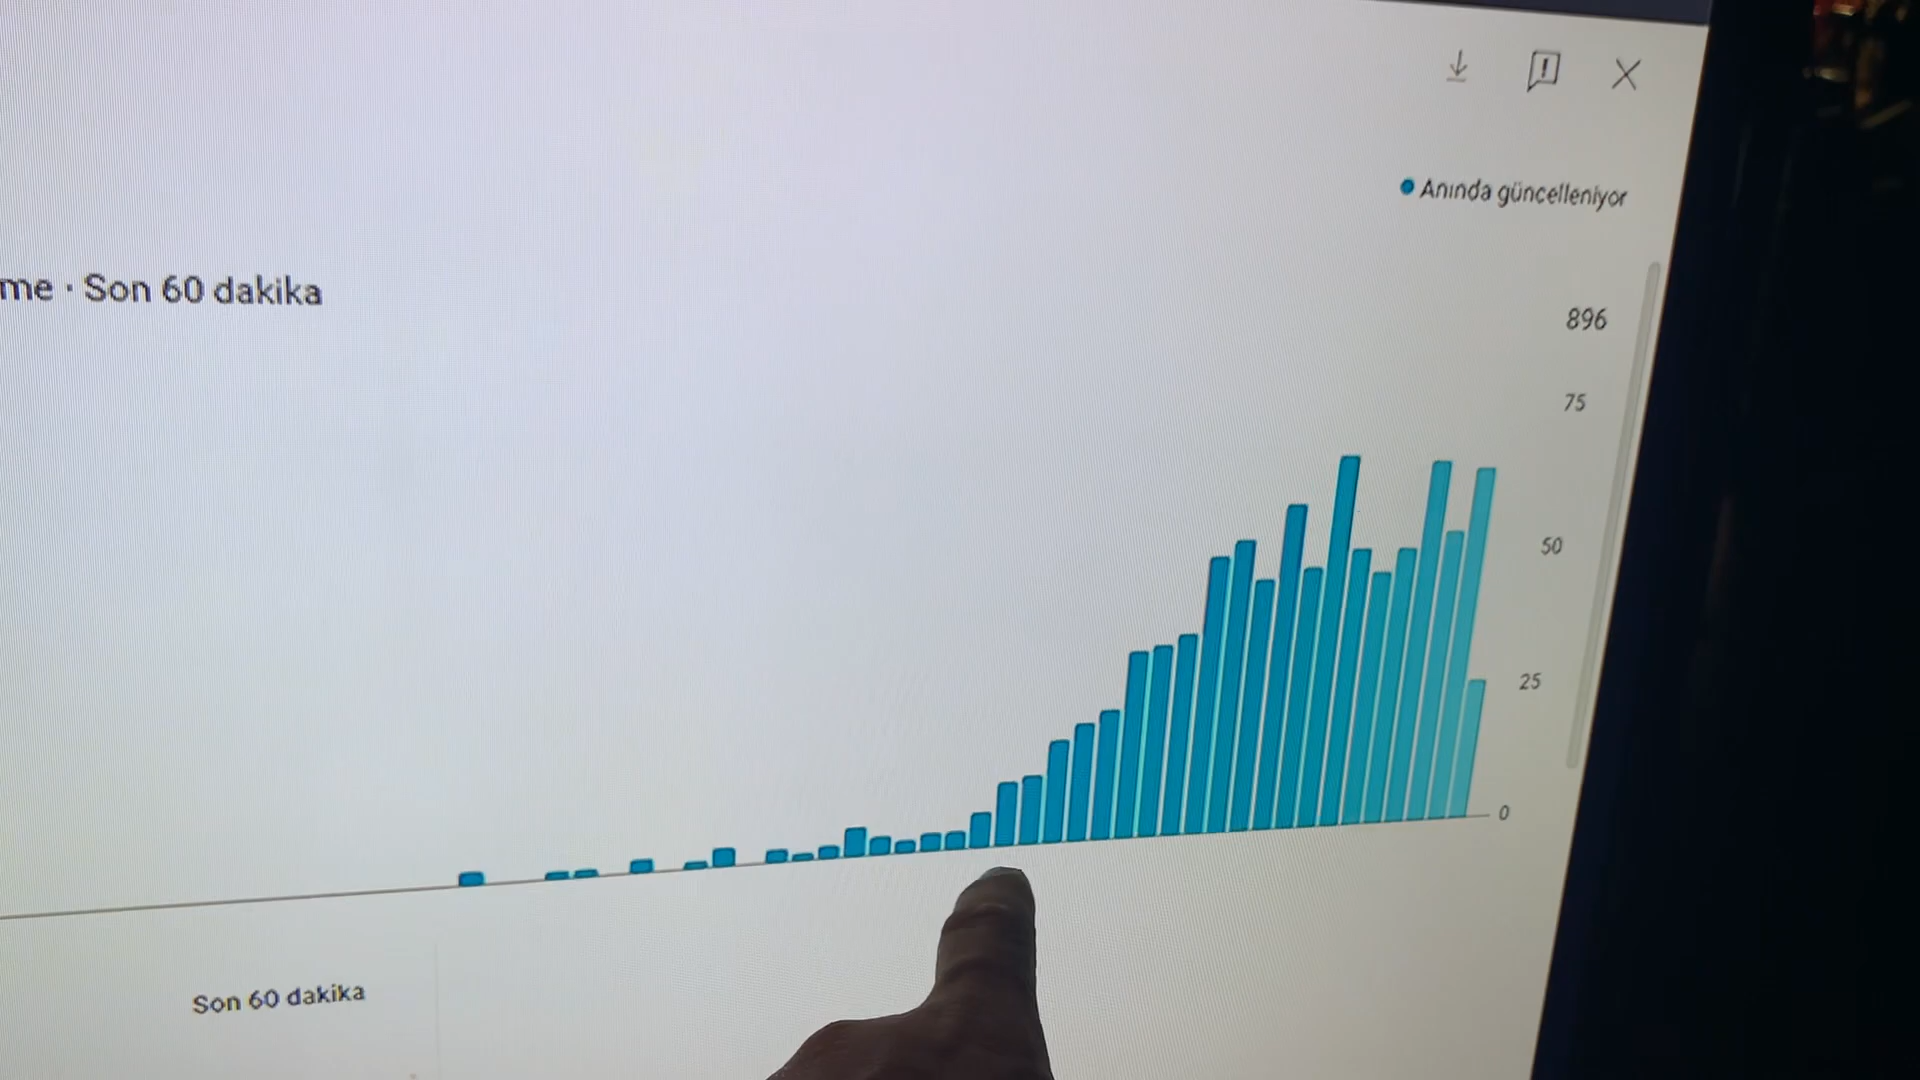 Anında güncelleniyor
me · Son 60 dakika
896
75
50
25
0
Son 60 dakika